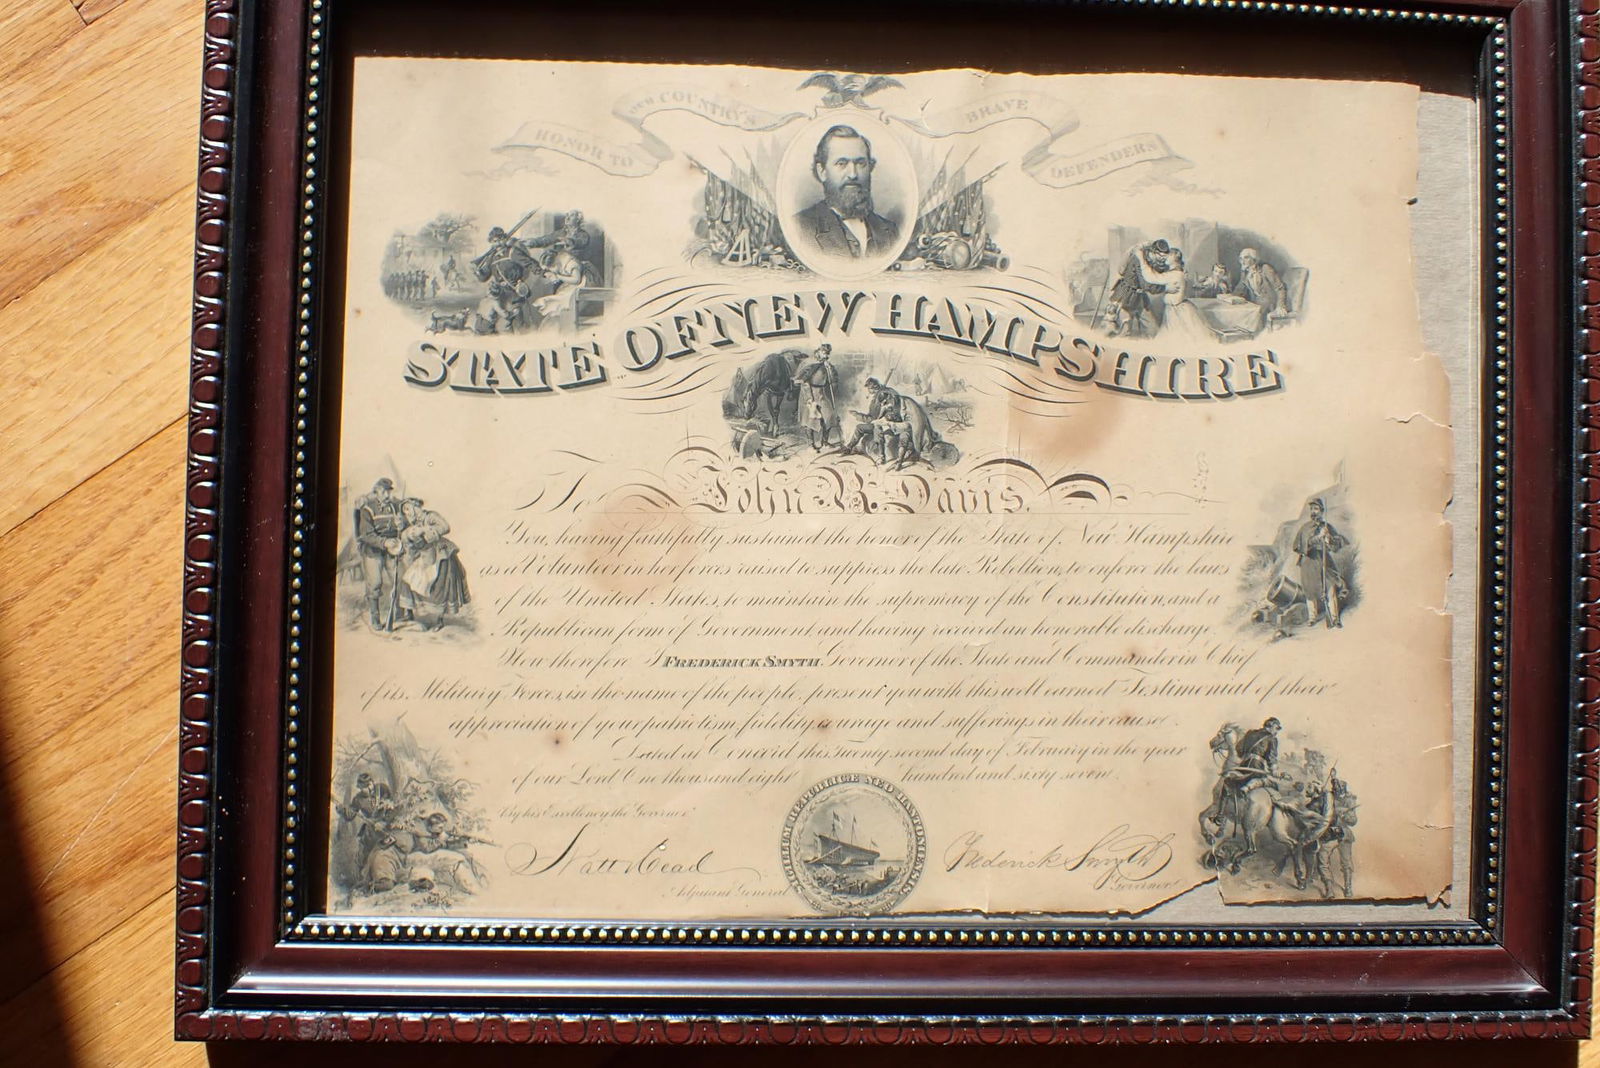 HONOR TO OUR COUNTRY'S BRAVE DEFENDERS
STATE OF NEW HAMPSHIRE
To John B. Davis.
You, having faithfully sustained the honor of the State of New Hampshire
as a Volunteer in her forces raised to suppress the late Rebellion, to enforce the laws
of the United States, to maintain the supremacy of the Constitution, and a
Republican form of Government, and having received an honorable discharge.
Now therefore I FREDERICK SMYTH Governor of the State and Commander in Chief
of its Military Forces, in the name of the people, present you with this well earned Testimonial of their
appreciation of your patriotism, fidelity, courage and sufferings in their cause.
Dated at Concord this Twenty second day of February in the year
of our Lord One thousand eight hundred and sixty seven.
By his Excellency the Governor
Natt Head
Adjutant General
SIGILLUM REIPUBLICÆ NEO HANTONIENSIS
Frederick Smyth
Governor